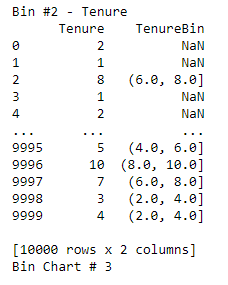 Bin #2 - Tenure
Tenure TenureBin
0 2 NaN
1 1 NaN
2 8 (6.0, 8.0]
3 1 NaN
4 2 NaN
... ... ...
9995 5 (4.0, 6.0]
9996 10 (8.0, 10.0]
9997 7 (6.0, 8.0]
9998 3 (2.0, 4.0]
9999 4 (2.0, 4.0]
[10000 rows x 2 columns]
Bin Chart # 3